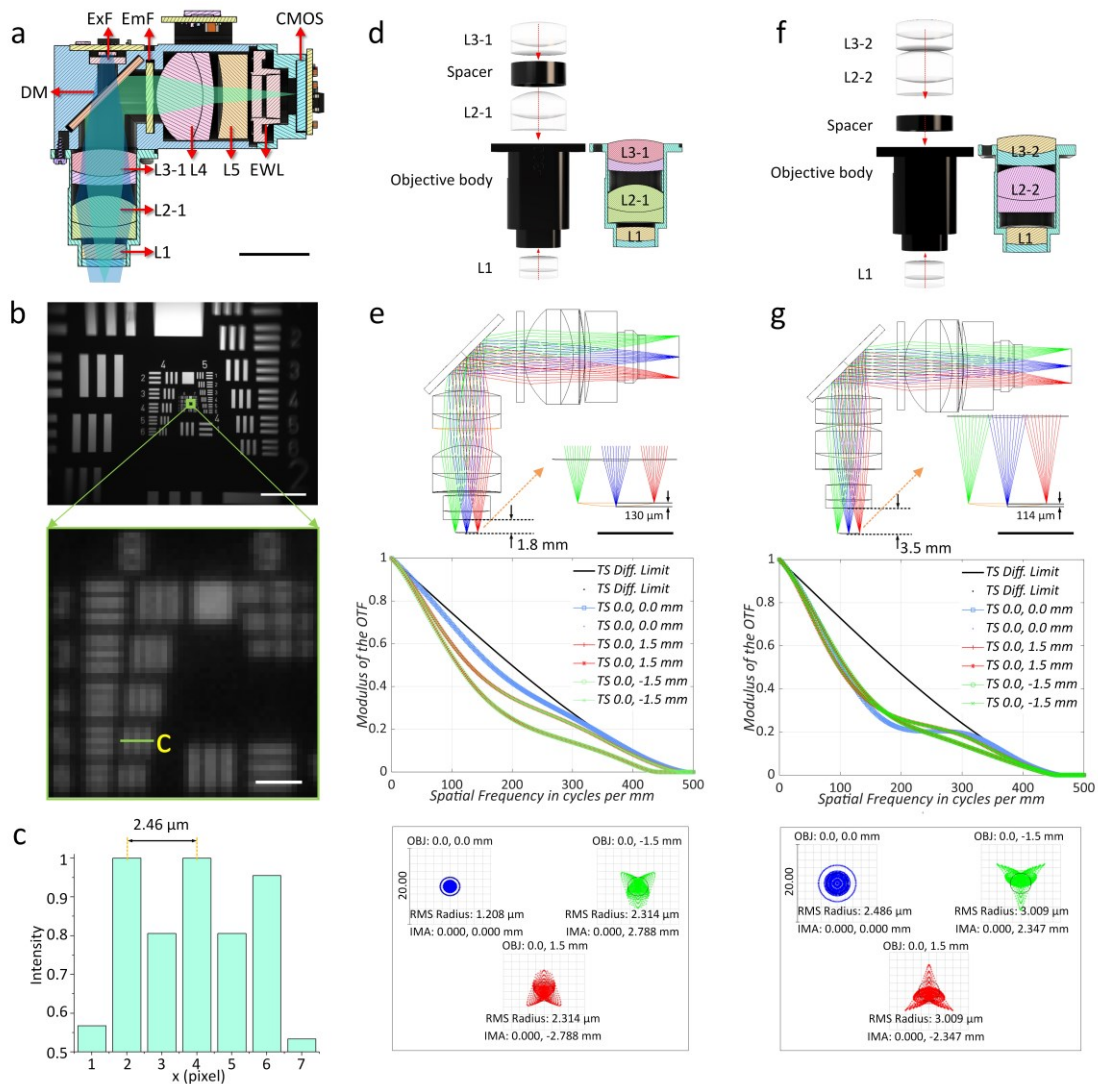 a
ExF
EmF
CMOS
DM
L3-1
L4
L5
EWL
L2-1
L1
b
4
5
2
3
4
5
6
2
6
2
C
c
2.46 µm
Intensity
1
0.9
0.8
0.7
0.6
0.5
1 2 3 4 5 6 7
x (pixel)
d
L3-1
Spacer
L2-1
Objective body
L1
L3-1
L2-1
L1
e
130 µm
1.8 mm
Modulus of the OTF
1
0.8
0.6
0.4
0.2
0
0 100 200 300 400 500
Spatial Frequency in cycles per mm
TS Diff. Limit
TS Diff. Limit
TS 0.0, 0.0 mm
TS 0.0, 0.0 mm
TS 0.0, 1.5 mm
TS 0.0, 1.5 mm
TS 0.0, -1.5 mm
TS 0.0, -1.5 mm
OBJ: 0.0, 0.0 mm
20.00
RMS Radius: 1.208 µm
IMA: 0.000, 0.000 mm
OBJ: 0.0, -1.5 mm
RMS Radius: 2.314 µm
IMA: 0.000, 2.788 mm
OBJ: 0.0, 1.5 mm
RMS Radius: 2.314 µm
IMA: 0.000, -2.788 mm
f
L3-2
L2-2
Spacer
Objective body
L1
L3-2
L2-2
L1
g
114 µm
3.5 mm
Modulus of the OTF
1
0.8
0.6
0.4
0.2
0
0 100 200 300 400 500
Spatial Frequency in cycles per mm
TS Diff. Limit
TS Diff. Limit
TS 0.0, 0.0 mm
TS 0.0, 0.0 mm
TS 0.0, 1.5 mm
TS 0.0, 1.5 mm
TS 0.0, -1.5 mm
TS 0.0, -1.5 mm
OBJ: 0.0, 0.0 mm
20.00
RMS Radius: 2.486 µm
IMA: 0.000, 0.000 mm
OBJ: 0.0, -1.5 mm
RMS Radius: 3.009 µm
IMA: 0.000, 2.347 mm
OBJ: 0.0, 1.5 mm
RMS Radius: 3.009 µm
IMA: 0.000, -2.347 mm